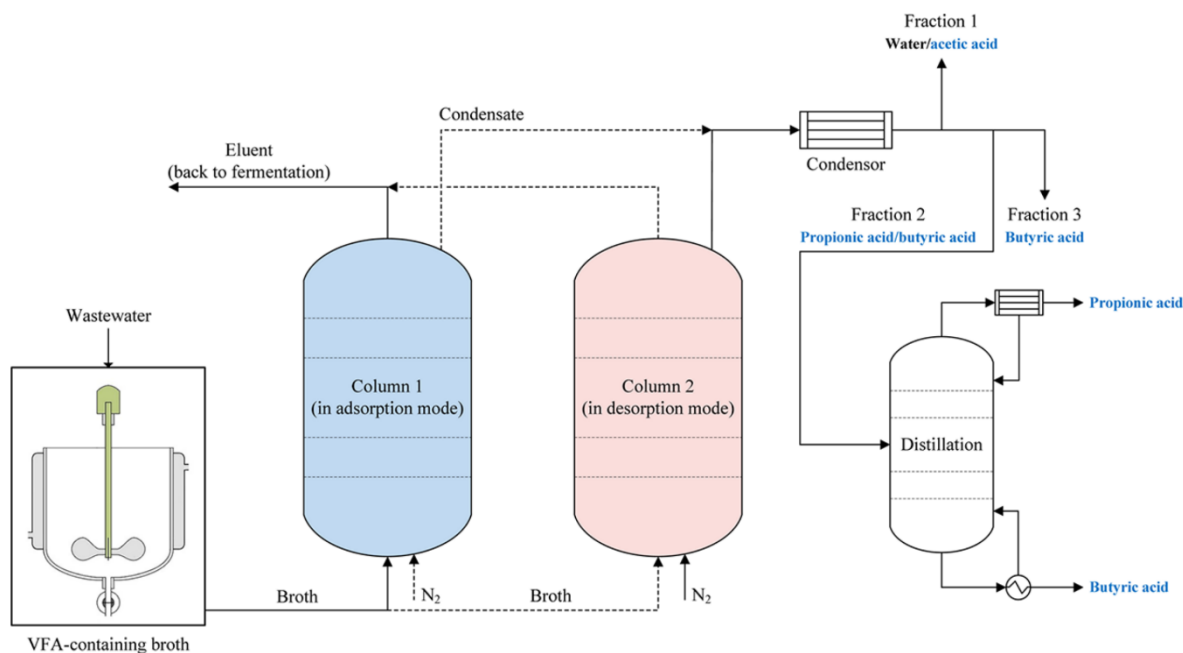 Fraction 1
Water/acetic acid
Condensate
Eluent
(back to fermentation)
Condensor
Fraction 2
Propionic acid/butyric acid
Fraction 3
Butyric acid
Wastewater
Propionic acid
Column 1
(in adsorption mode)
Column 2
(in desorption mode)
Distillation
Broth
N₂
Broth
N₂
Butyric acid
VFA-containing broth